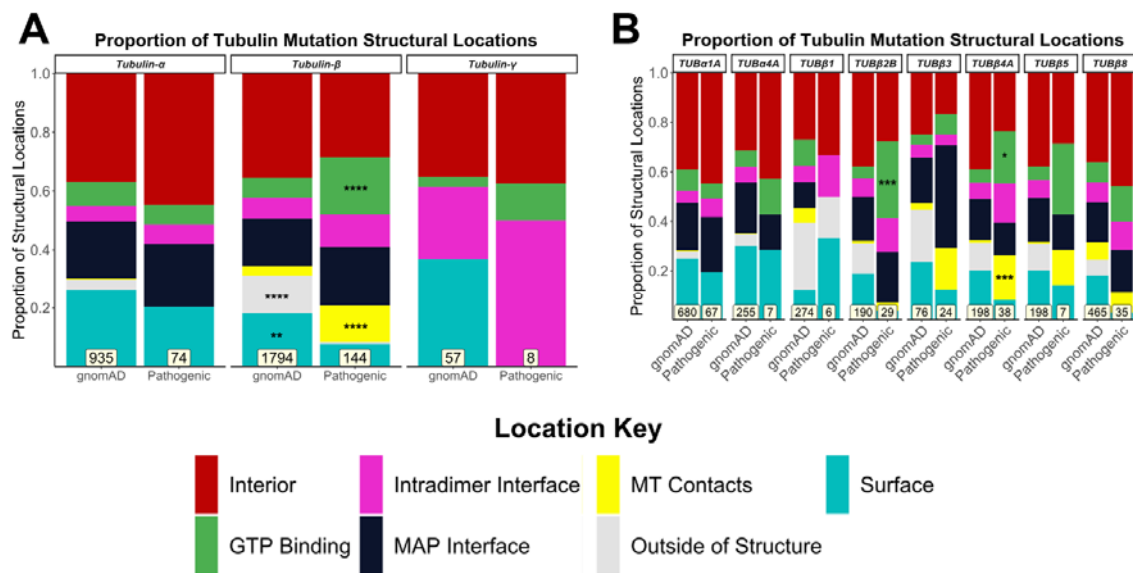 A
Proportion of Tubulin Mutation Structural Locations
Tubulin-α Tubulin-β Tubulin-γ
Proportion of Structural Locations
1.0
0.8
0.6
0.4
0.2
****
****
**
****
935 74 1794 144 57 8
gnomAD Pathogenic gnomAD Pathogenic gnomAD Pathogenic
B
Proportion of Tubulin Mutation Structural Locations
TUBα1A TUBα4A TUBβ1 TUBβ2B TUBβ3 TUBβ4A TUBβ5 TUBβ8
Proportion of Structural Locations
1.0
0.8
0.6
0.4
0.2
***
*
***
680 67 255 7 274 6 190 29 76 24 198 38 198 7 465 35
gnomAD Pathogenic gnomAD Pathogenic gnomAD Pathogenic gnomAD Pathogenic gnomAD Pathogenic gnomAD Pathogenic gnomAD Pathogenic gnomAD Pathogenic
Location Key
Interior Intradimer Interface MT Contacts Surface
GTP Binding MAP Interface Outside of Structure